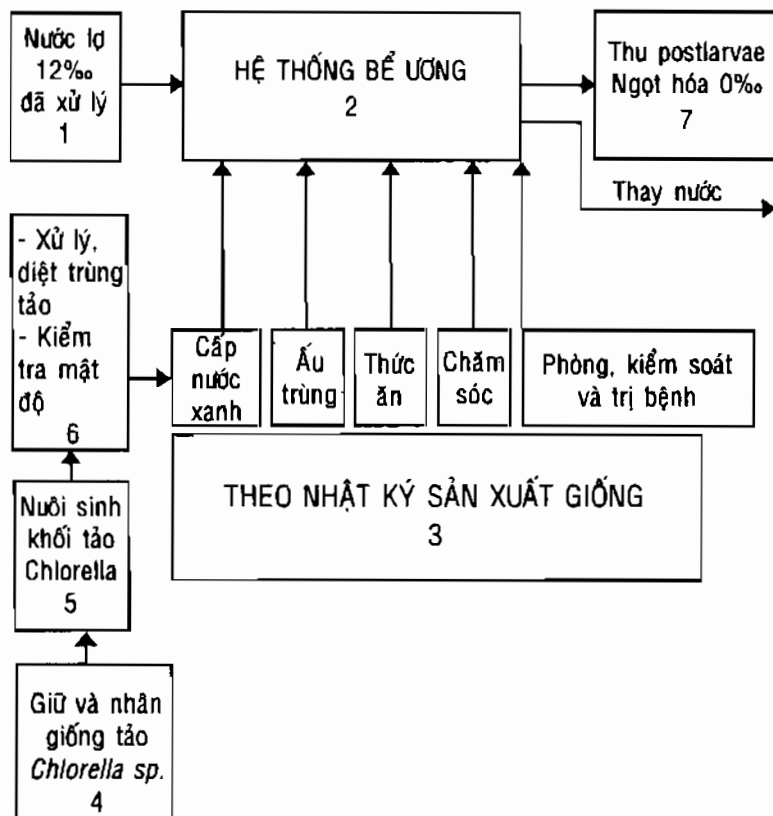 Nước lợ
12‰
đã xử lý
1
HỆ THỐNG BỂ ƯƠNG
2
Thu postlarvae
Ngọt hóa 0‰
7
Thay nước
- Xử lý,
diệt trùng
tảo
- Kiểm
tra mật
độ
6
Cấp
nước
xanh
Ấu
trùng
Thức
ăn
Chăm
sóc
Phòng, kiểm soát
và trị bệnh
THEO NHẬT KÝ SẢN XUẤT GIỐNG
3
Nuôi sinh
khối tảo
Chlorella
5
Giữ và nhân
giống tảo
Chlorella sp.
4